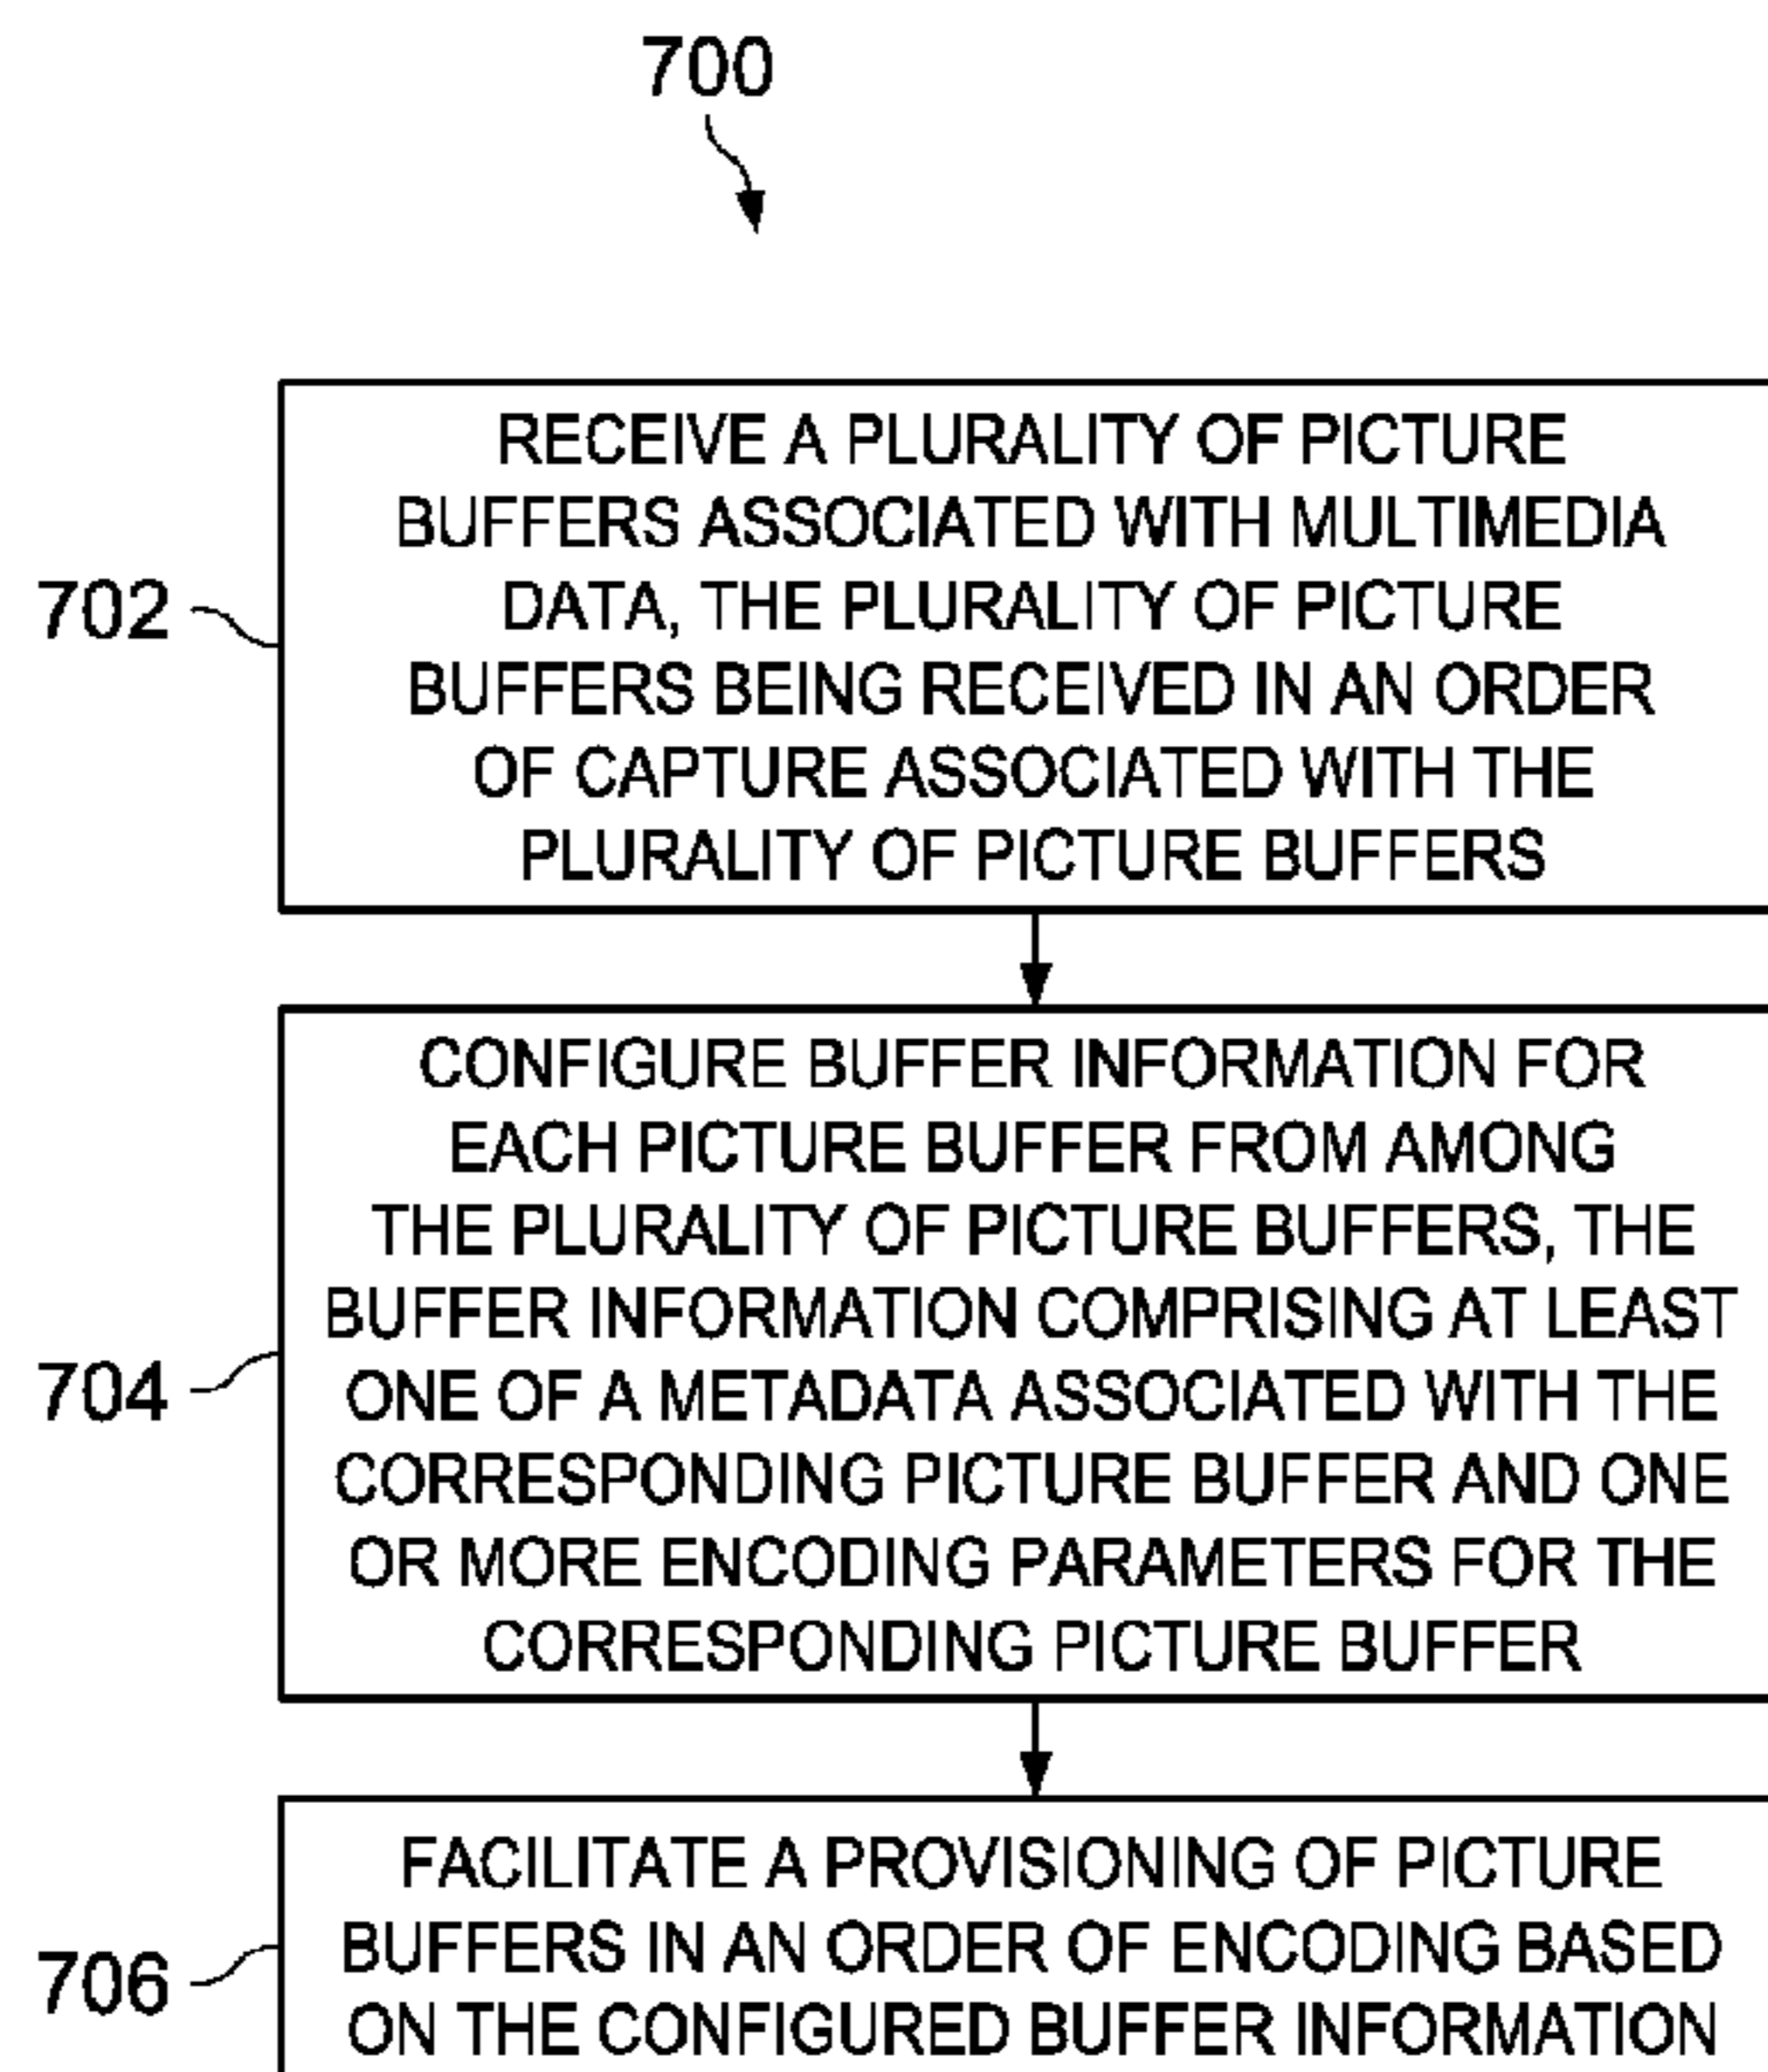 700
702
RECEIVE A PLURALITY OF PICTURE
BUFFERS ASSOCIATED WITH MULTIMEDIA
DATA, THE PLURALITY OF PICTURE
BUFFERS BEING RECEIVED IN AN ORDER
OF CAPTURE ASSOCIATED WITH THE
PLURALITY OF PICTURE BUFFERS
704
CONFIGURE BUFFER INFORMATION FOR
EACH PICTURE BUFFER FROM AMONG
THE PLURALITY OF PICTURE BUFFERS, THE
BUFFER INFORMATION COMPRISING AT LEAST
ONE OF A METADATA ASSOCIATED WITH THE
CORRESPONDING PICTURE BUFFER AND ONE
OR MORE ENCODING PARAMETERS FOR THE
CORRESPONDING PICTURE BUFFER
706
FACILITATE A PROVISIONING OF PICTURE
BUFFERS IN AN ORDER OF ENCODING BASED
ON THE CONFIGURED BUFFER INFORMATION